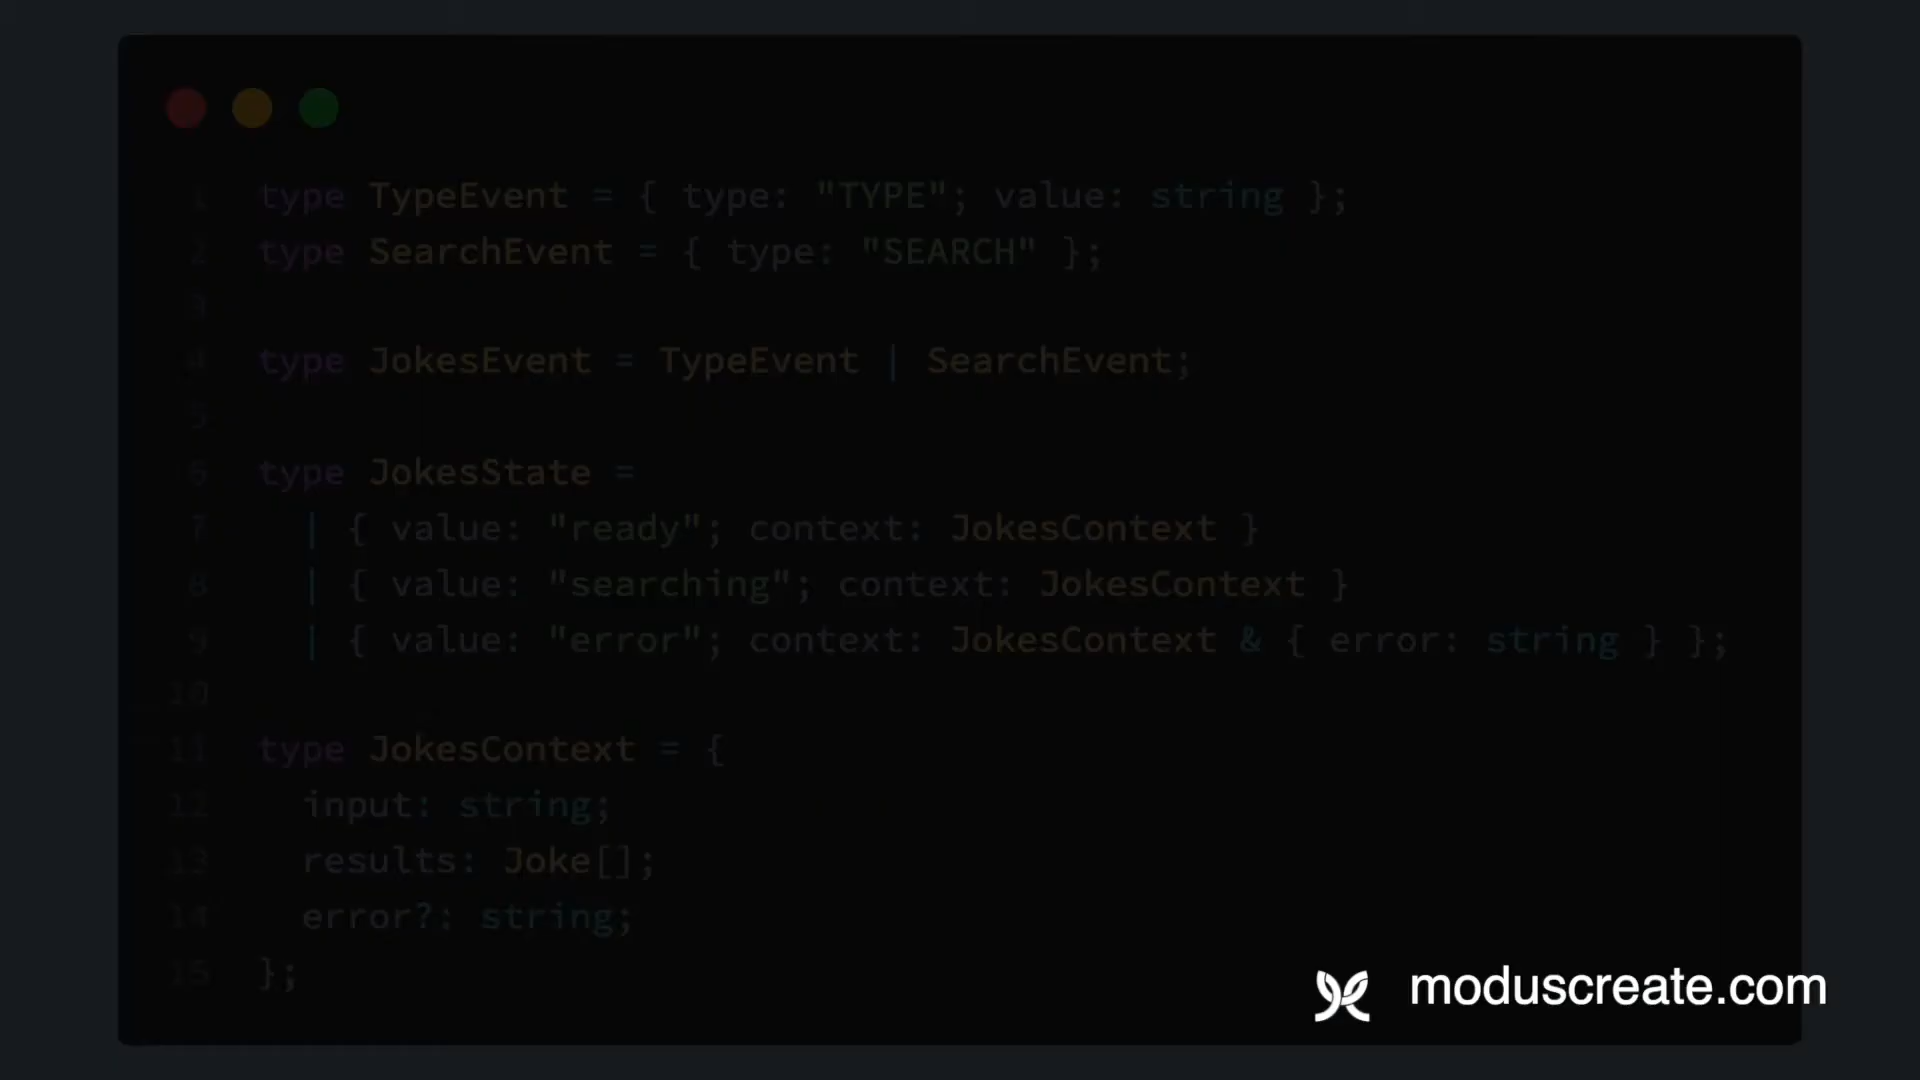 1 type TypeEvent = { type: "TYPE"; value: string };
2 type SearchEvent = { type: "SEARCH" };
3
4 type JokesEvent = TypeEvent | SearchEvent;
5
6 type JokesState =
7 | { value: "ready"; context: JokesContext }
8 | { value: "searching"; context: JokesContext }
9 | { value: "error"; context: JokesContext & { error: string } };
10
11 type JokesContext = {
12 input: string;
13 results: Joke[];
14 error?: string;
15 };
moduscreate.com